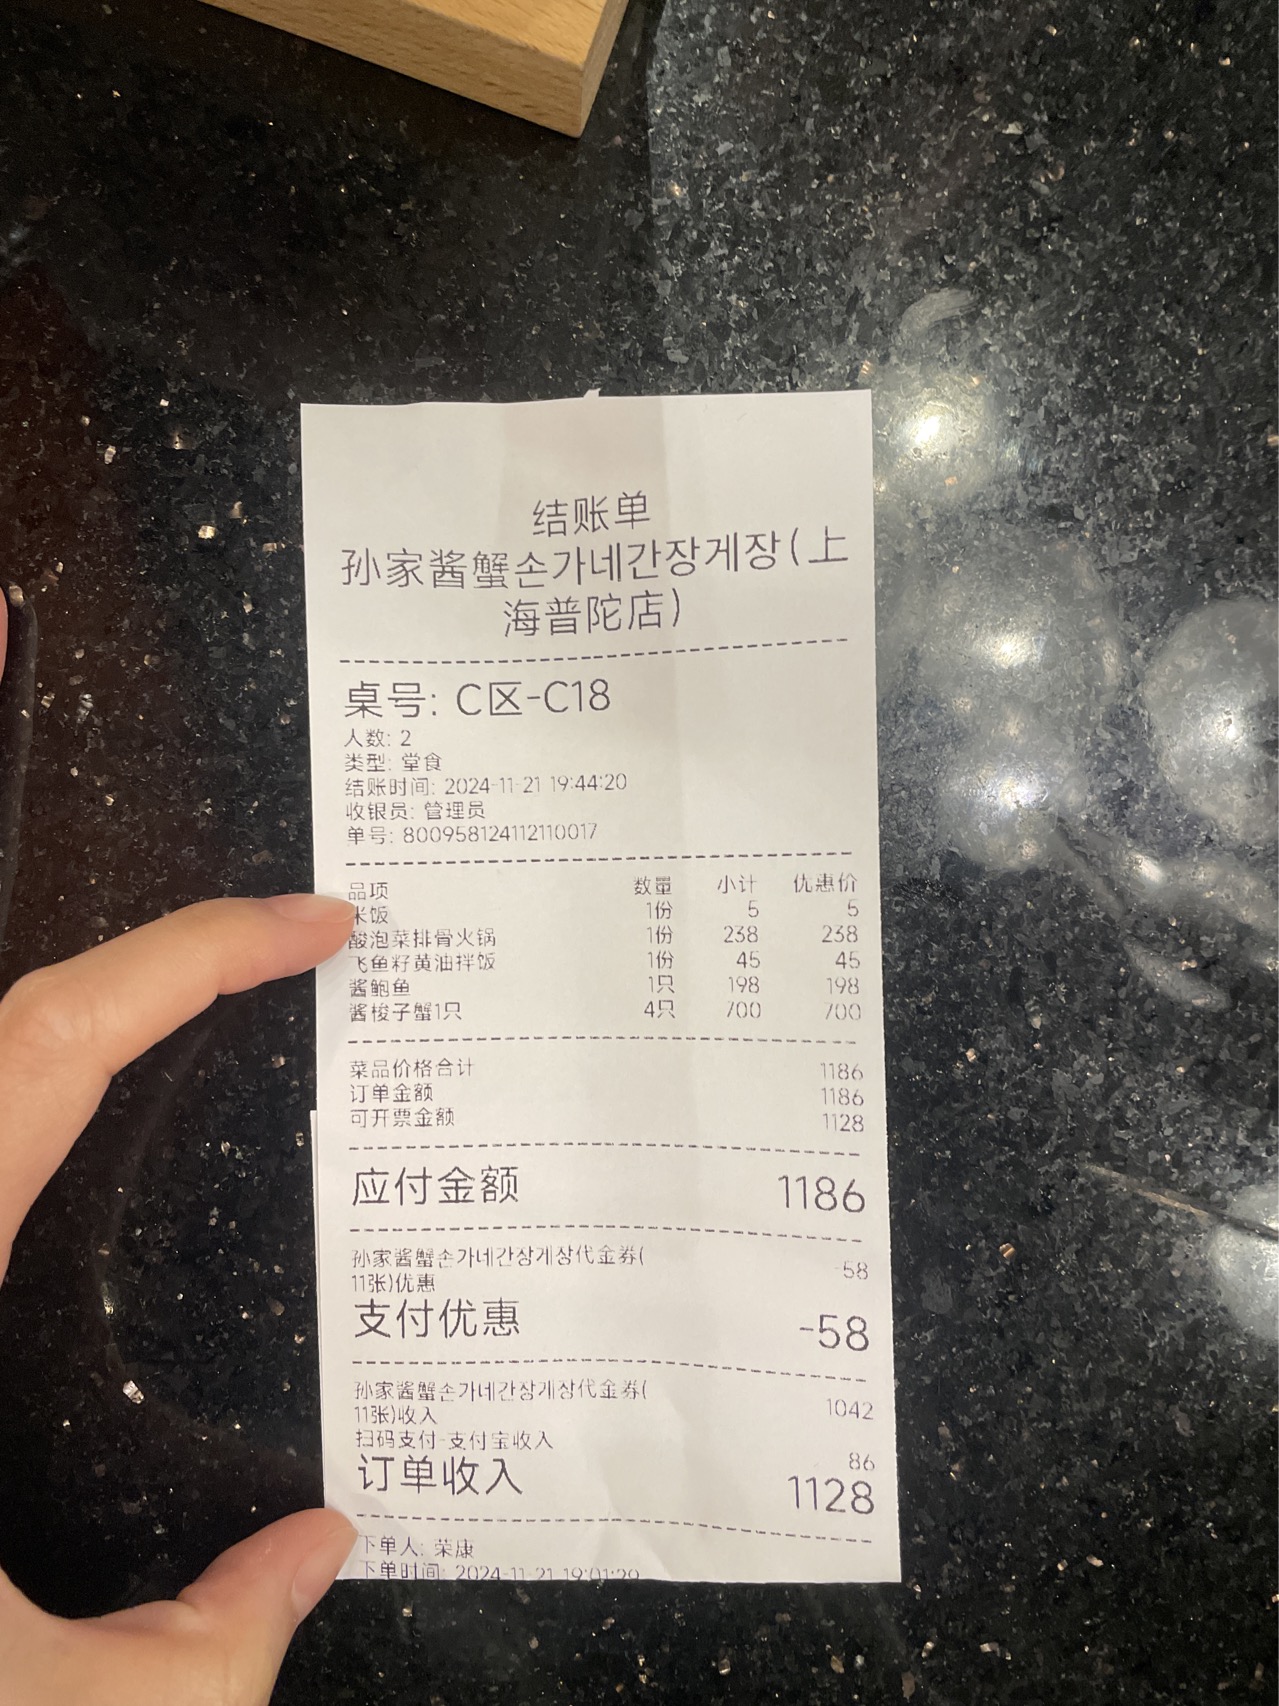 结账单
孙家酱蟹손가네간장게장(上
海普陀店)
桌号: C区-C18
人数: 2
类型: 堂食
结账时间: 2024-11-21 19:44:20
收银员: 管理员
单号: 800958124112110017
品项 数量 小计 优惠价
米饭 1份 5 5
酸泡菜排骨火锅 1份 238 238
飞鱼籽黄油拌饭 1份 45 45
酱鲍鱼 1只 198 198
酱梭子蟹1只 4只 700 700
菜品价格合计 1186
订单金额 1186
可开票金额 1128
应付金额 1186
孙家酱蟹손가네간장게장代金券( -58
11张)优惠
支付优惠 -58
孙家酱蟹손가네간장게장代金券( 1042
11张)收入
扫码支付-支付宝收入 86
订单收入 1128
下单人: 荣康
下单时间: 2024-11-21 19:01:29